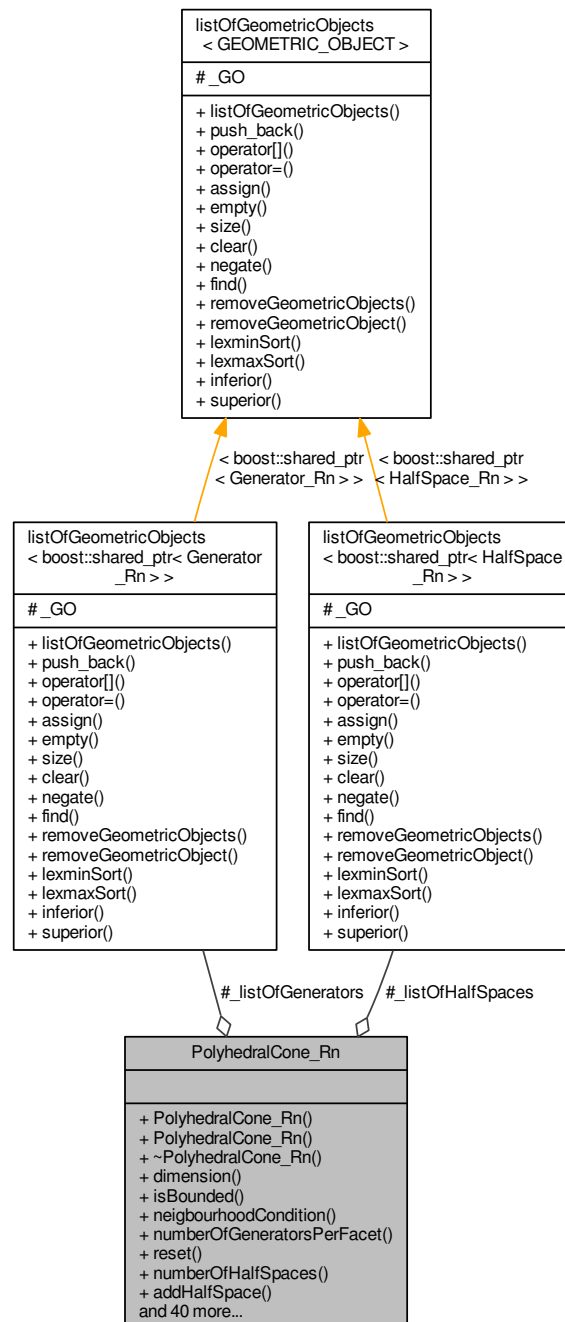 listOfGeometricObjects
< GEOMETRIC_OBJECT >
# _GO
+ listOfGeometricObjects()
+ push_back()
+ operator[]()
+ operator=()
+ assign()
+ empty()
+ size()
+ clear()
+ negate()
+ find()
+ removeGeometricObjects()
+ removeGeometricObject()
+ lexminSort()
+ lexmaxSort()
+ inferior()
+ superior()
< boost::shared_ptr
< Generator_Rn > >
< boost::shared_ptr
< HalfSpace_Rn > >
listOfGeometricObjects
< boost::shared_ptr< Generator
_Rn > >
# _GO
+ listOfGeometricObjects()
+ push_back()
+ operator[]()
+ operator=()
+ assign()
+ empty()
+ size()
+ clear()
+ negate()
+ find()
+ removeGeometricObjects()
+ removeGeometricObject()
+ lexminSort()
+ lexmaxSort()
+ inferior()
+ superior()
listOfGeometricObjects
< boost::shared_ptr< HalfSpace
_Rn > >
# _GO
+ listOfGeometricObjects()
+ push_back()
+ operator[]()
+ operator=()
+ assign()
+ empty()
+ size()
+ clear()
+ negate()
+ find()
+ removeGeometricObjects()
+ removeGeometricObject()
+ lexminSort()
+ lexmaxSort()
+ inferior()
+ superior()
#_listOfGenerators
#_listOfHalfSpaces
PolyhedralCone_Rn
+ PolyhedralCone_Rn()
+ PolyhedralCone_Rn()
+ ~PolyhedralCone_Rn()
+ dimension()
+ isBounded()
+ neigbourhoodCondition()
+ numberOfGeneratorsPerFacet()
+ reset()
+ numberOfHalfSpaces()
+ addHalfSpace()
and 40 more...